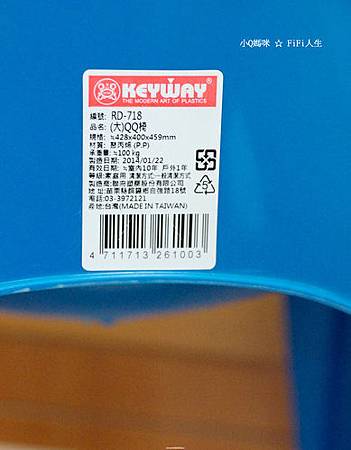 小Q媽咪 ☆ FiFi人生
KEYWAY
THE MODERN ART OF PLASTICS
編號: RD-718
品名: (大)QQ椅
規格: ≒428x400x459mm
材質: 聚丙烯 (P.P)
承重量: ≒100 kg
製造日期: 2014/01/22
有效日期: ≒室內10年 戶外1年
等級:家庭用 清潔方式:一般清潔方式
製造商:聯府塑膠股份有限公司
地 址:苗栗縣銅鑼鄉自強路18號
電話:03-3972121
產地:台灣(MADE IN TAIWAN)
4 711713 261003